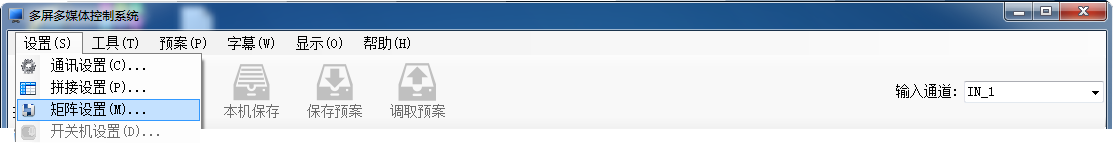 多屏多媒体控制系统
设置(S) 工具(T) 预案(P) 字幕(W) 显示(O) 帮助(H)
通讯设置(C)...
拼接设置(P)...
矩阵设置(M)...
开关机设置(D)...
本机保存 保存预案 调取预案
输入通道: IN_1